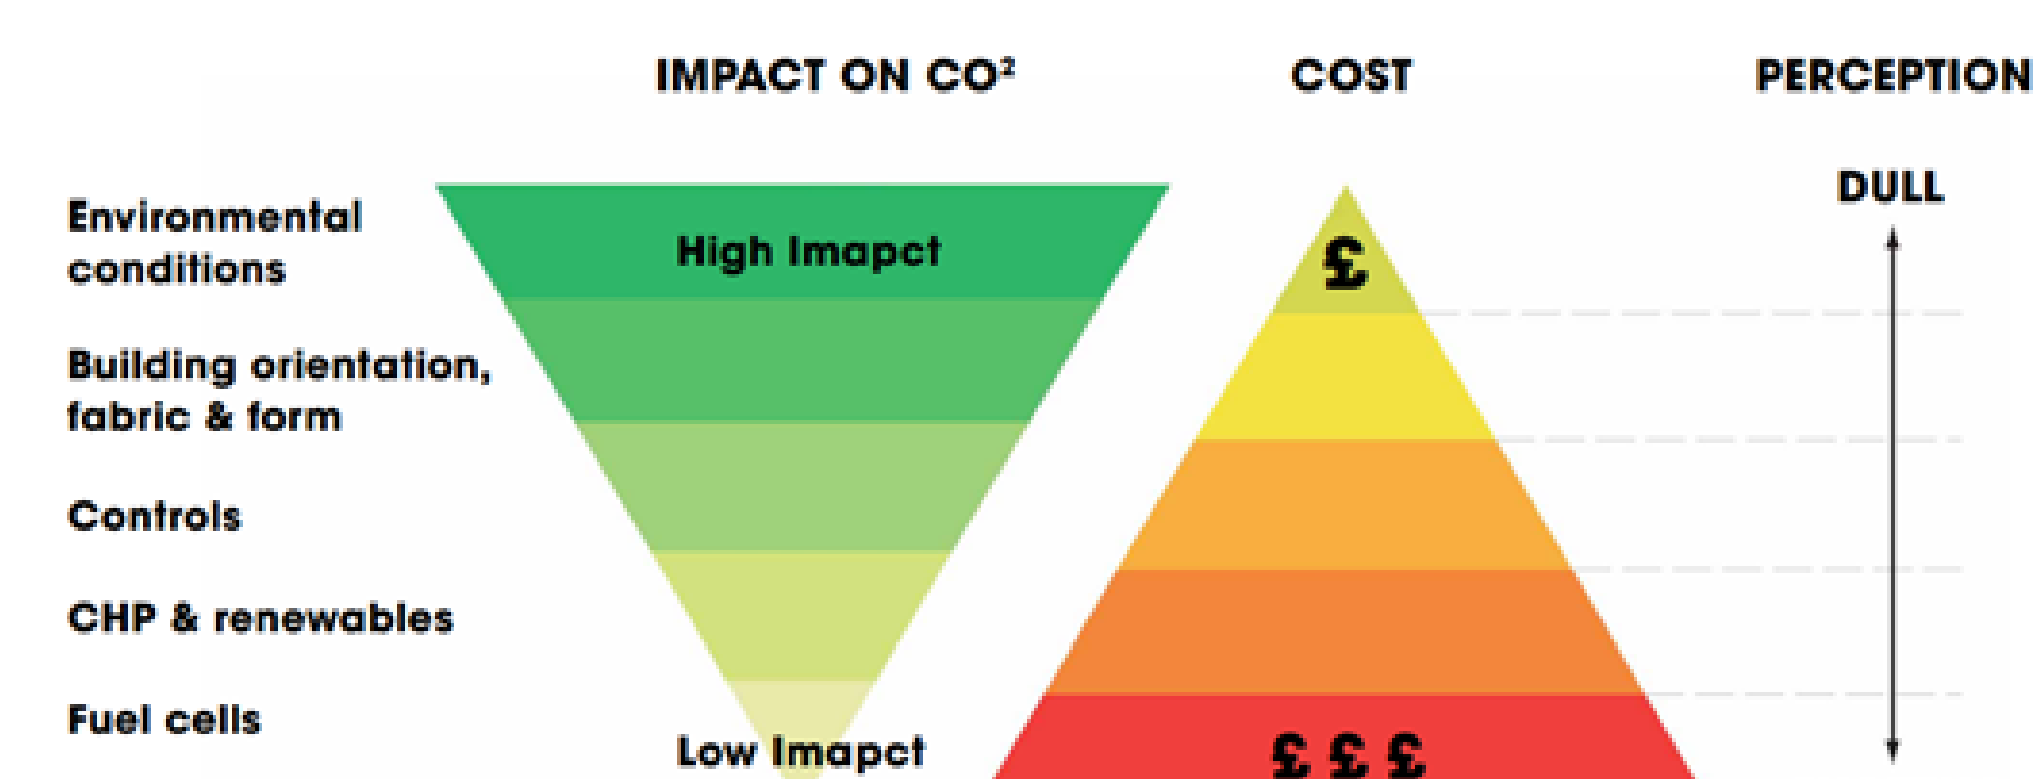 IMPACT ON CO²
COST
PERCEPTION
DULL
Environmental
conditions
High Imapct
£
Building orientation,
fabric & form
Controls
CHP & renewables
Fuel cells
Low Imapct
£ £ £